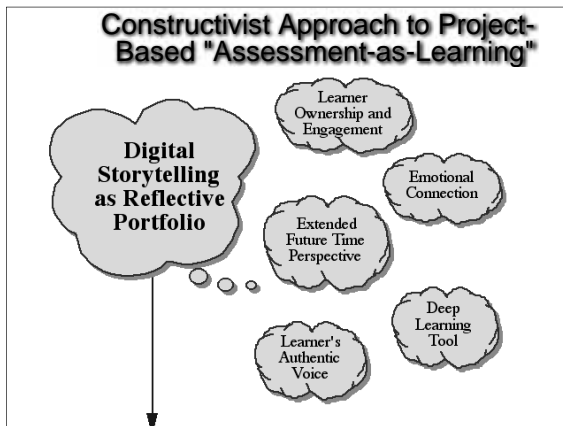 Constructivist Approach to Project-
Based "Assessment-as-Learning"
Digital
Storytelling
as Reflective
Portfolio
Learner
Ownership and
Engagement
Emotional
Connection
Extended
Future Time
Perspective
Deep
Learning
Tool
Learner's
Authentic
Voice